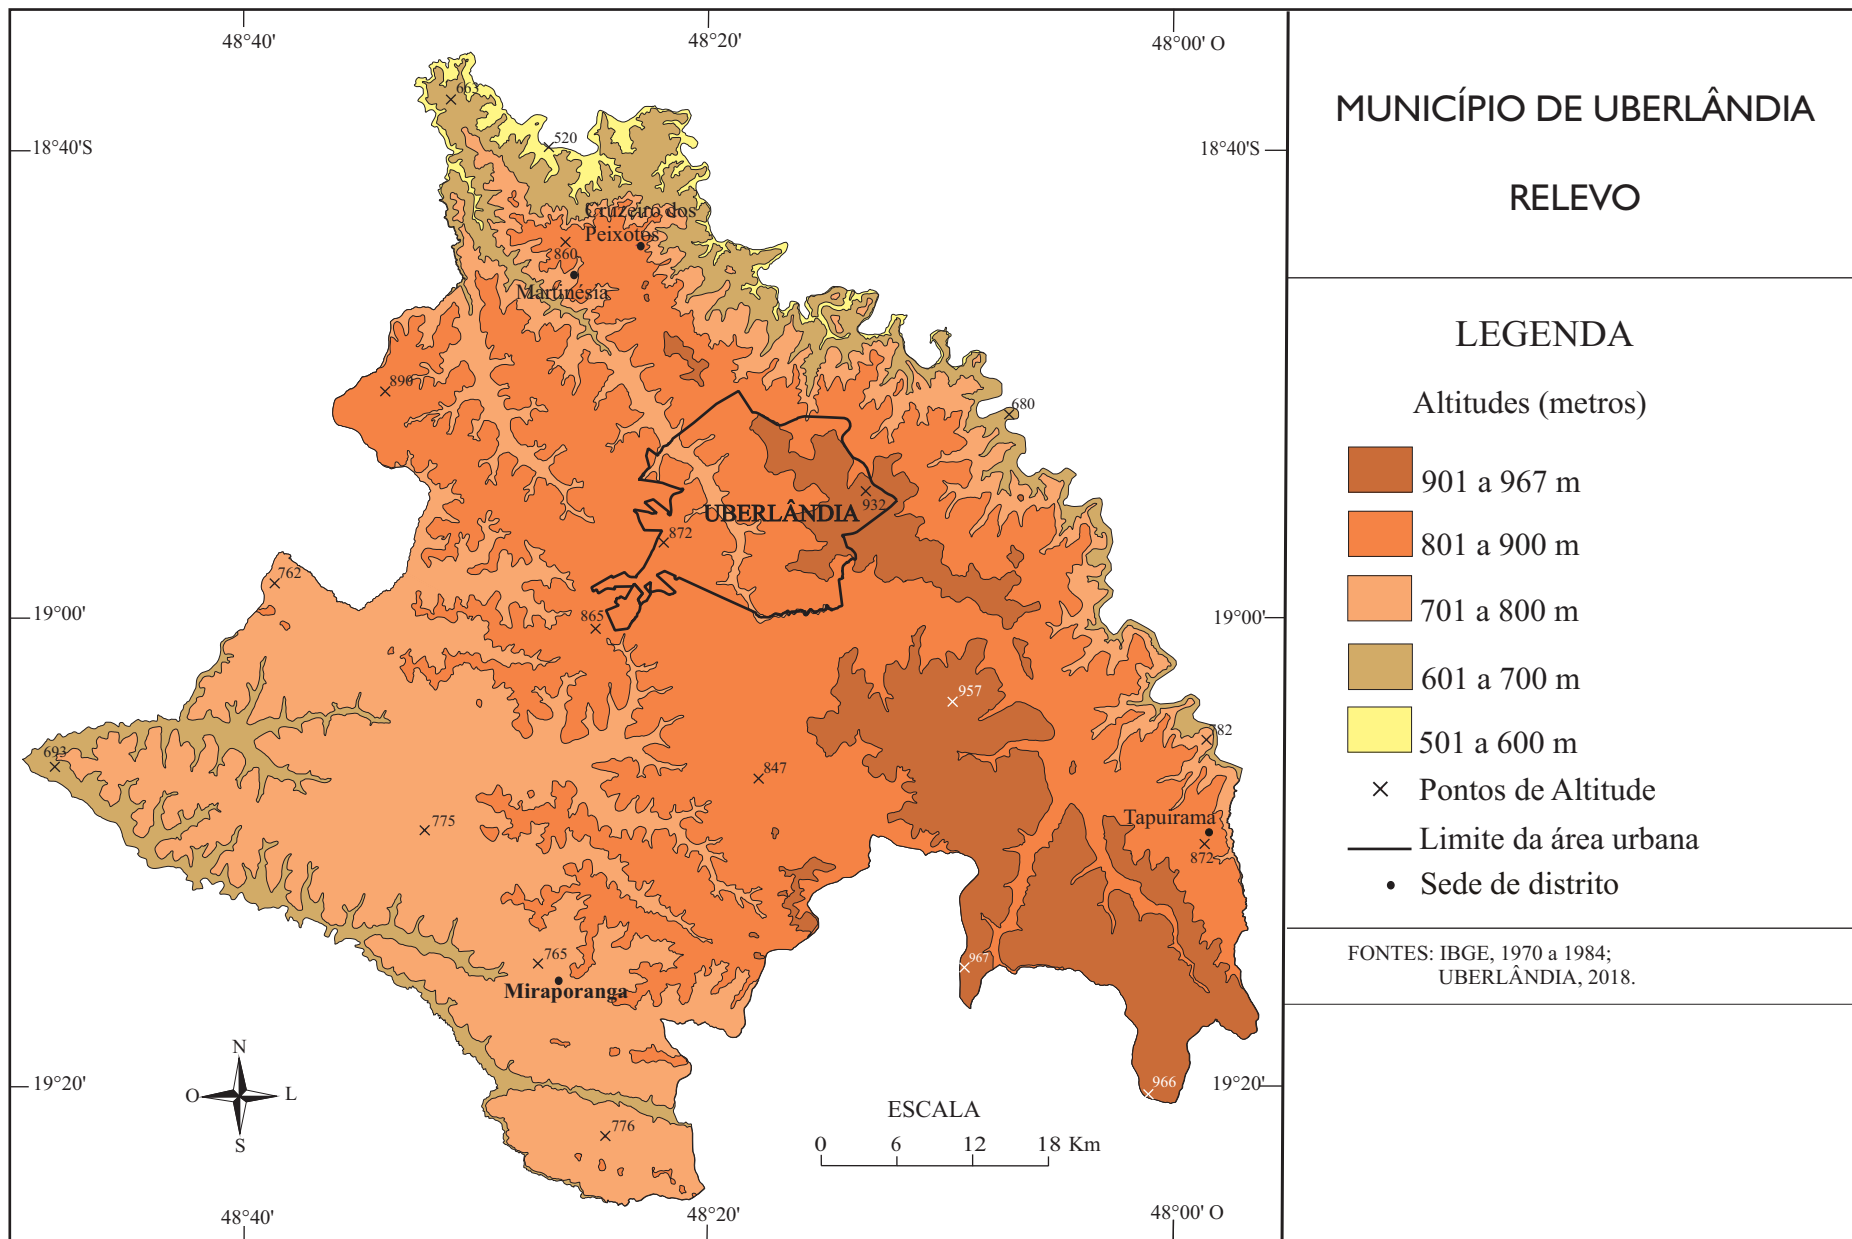 48°40'
48°20'
48°00' O
MUNICÍPIO DE UBERLÂNDIA
RELEVO
18°40'S
18°40'S
663
520
Cruzeiro dos
Peixotos
860
Martinésia
890
680
932
UBERLÂNDIA
872
762
865
19°00'
19°00'
957
782
693
847
775
Tapuirama
872
765
967
Miraporanga
966
776
19°20'
19°20'
N
O
L
S
ESCALA
0 6 12 18 Km
48°40'
48°20'
48°00' O
LEGENDA
Altitudes (metros)
901 a 967 m
801 a 900 m
701 a 800 m
601 a 700 m
501 a 600 m
Pontos de Altitude
Limite da área urbana
Sede de distrito
FONTES: IBGE, 1970 a 1984;
UBERLÂNDIA, 2018.